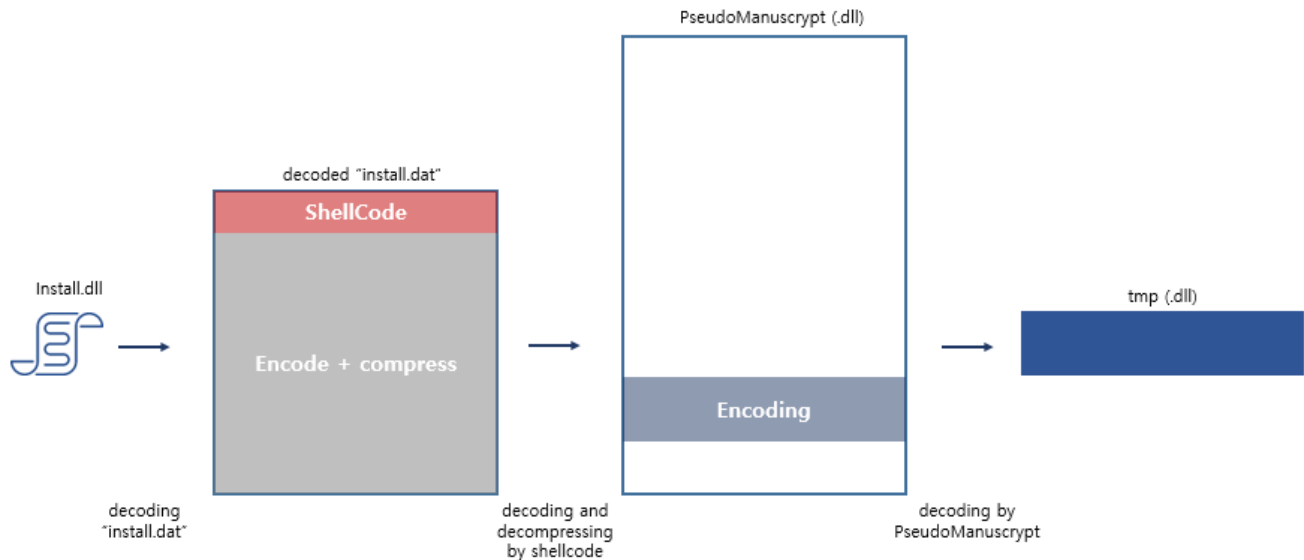 PseudoManuscrypt (.dll)
decoded “install.dat”
ShellCode
Install.dll
tmp (.dll)
Encode + compress
Encoding
decoding
“install.dat”
decoding and
decompressing
by shellcode
decoding by
PseudoManuscrypt